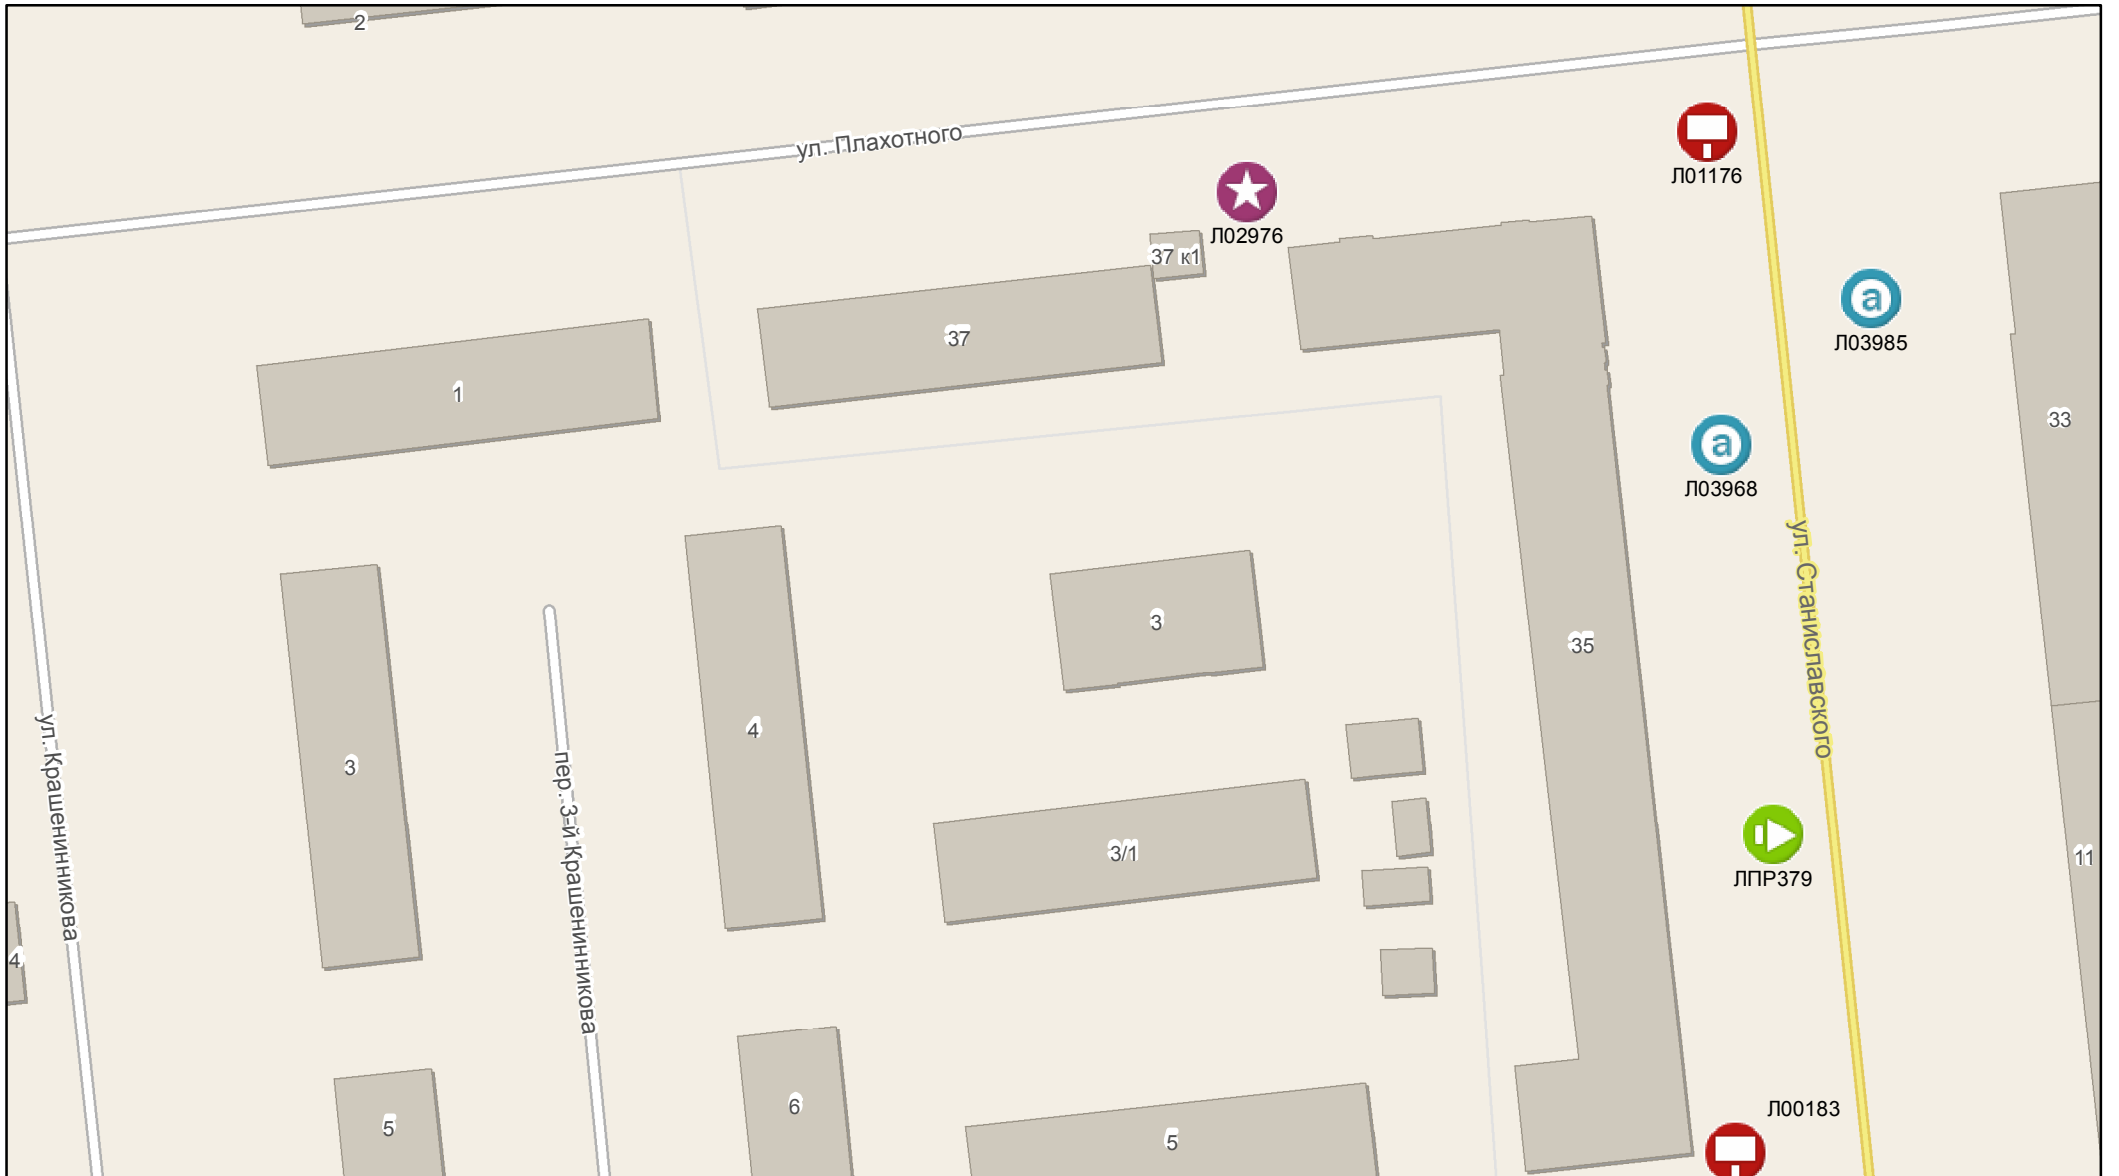 2
ул. Плахотного
Л01176
Л02976
37 к1
37
Л03985
1
33
Л03968
ул. Станиславского
3
35
4
3
ул. Крашенинникова
пер. 3-й Крашенинникова
3/1
11
ЛПР379
4
6
Л00183
5
5